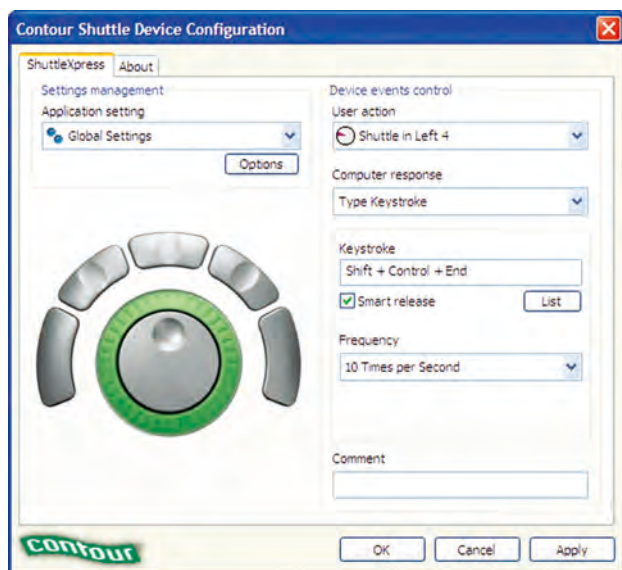 Contour Shuttle Device Configuration
ShuttleXpress
About
Settings management
Application setting
Global Settings
Options
Device events control
User action
Shuttle in Left 4
Computer response
Type Keystroke
Keystroke
Shift + Control + End
Smart release
List
Frequency
10 Times per Second
Comment
contour
OK
Cancel
Apply